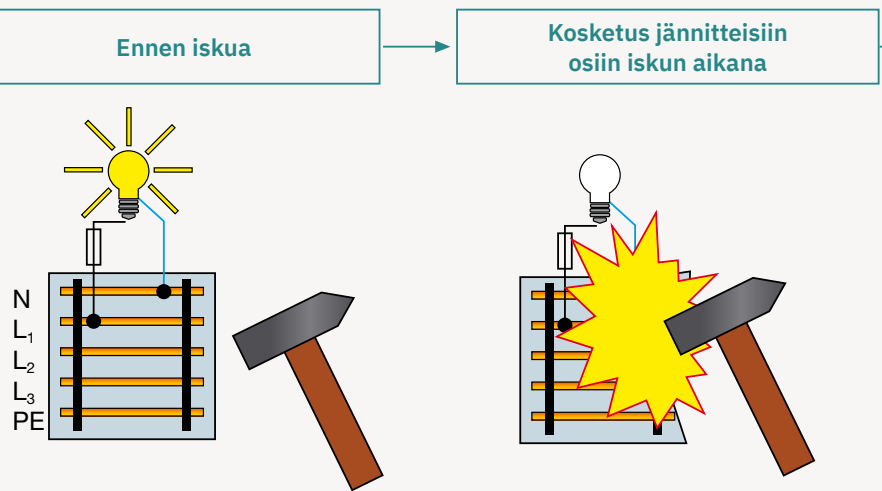 Ennen iskua
Kosketus jännitteisiin
osiin iskun aikana
N
L₁
L₂
L₃
PE